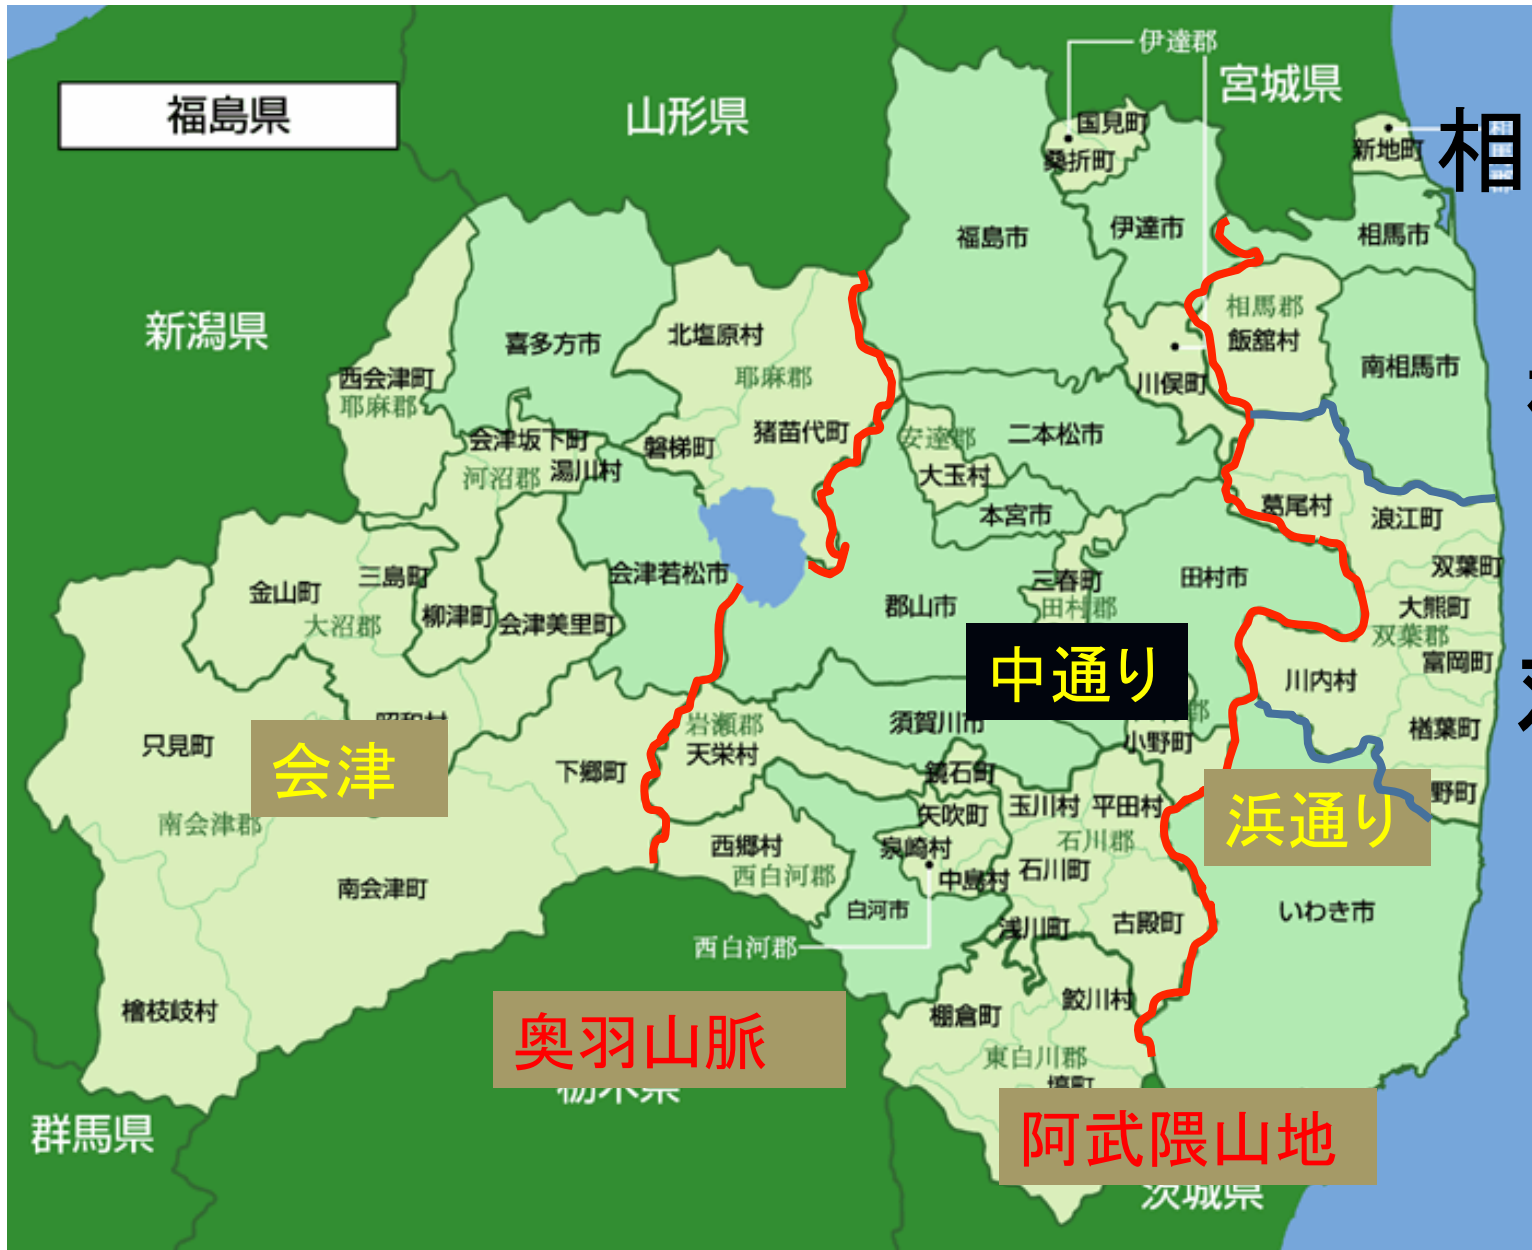 福島県
山形県
伊達郡
宮城県
国見町
桑折町
新地町
相
福島市
伊達市
相馬市
新潟県
喜多方市
北塩原村
耶麻郡
相馬郡
飯舘村
南相馬市
西会津町
耶麻郡
川俣町
会津坂下町
磐梯町
猪苗代町
安達郡
二本松市
河沼郡
湯川村
大玉村
本宮市
葛尾村
浪江町
金山町
三島町
会津若松市
三春町
田村市
双葉町
大沼郡
柳津町
会津美里町
郡山市
田村郡
大熊町
双葉郡
中通り
川内村
富岡町
只見町
会津
下郷町
岩瀬郡
天栄村
須賀川市
小野町
楢葉町
鏡石町
南会津郡
矢吹町
玉川村
平田村
浜通り
野町
西郷村
西白河郡
泉崎村
中島村
石川郡
石川町
南会津町
白河市
浅川町
古殿町
いわき市
西白河郡
檜枝岐村
棚倉町
鮫川村
奥羽山脈
東白川郡
栃木県
群馬県
阿武隈山地
茨城県